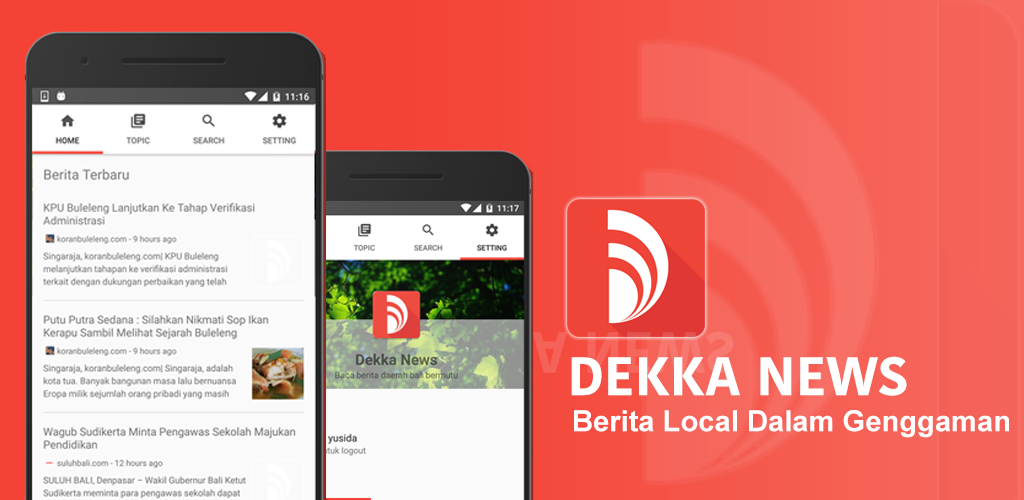 11:16
HOME TOPIC SEARCH SETTING
Berita Terbaru
KPU Buleleng Lanjutkan Ke Tahap Verifikasi
Administrasi
koranbuleleng.com - 9 hours ago
Singaraja, koranbuleleng.com| KPU Buleleng
melanjutkan tahapan ke verifikasi administrasi
terkait dengan dukungan perbaikan yang telah
Putu Putra Sedana : Silahkan Nikmati Sop Ikan
Kerapu Sambil Melihat Sejarah Buleleng
koranbuleleng.com - 9 hours ago
Singaraja, koranbuleleng.com| Singaraja, adalah
kota tua. Banyak bangunan masa lalu bernuansa
Eropa milik sejumlah orang pribadi yang masih
Wagub Sudikerta Minta Pengawas Sekolah Majukan
Pendidikan
suluhbali.com - 12 hours ago
SULUH BALI, Denpasar – Wakil Gubernur Bali Ketut
Sudikerta meminta para pengawas sekolah dapat
11:17
TOPIC SEARCH SETTING
Dekka News
Baca berita daerah bali bermutu
yusida
tuk logout
DEKKA NEWS
Berita Local Dalam Genggaman